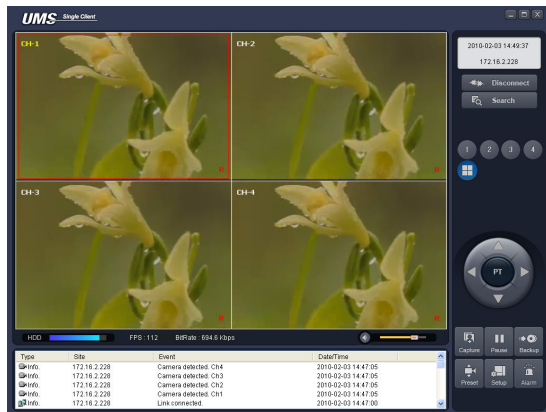 UMS Single Client
CH-1
CH-2
CH-3
CH-4
2010-02-03 14:49:37
172.16.2.228
Disconnect
Search
1 2 3 4
PT
HDD FPS : 112 BitRate : 694.6 Kbps
Capture Pause Backup
Preset Setup Alarm
Type Site Event Date/Time
Info. 172.16.2.228 Camera detected. Ch4 2010-02-03 14:47:05
Info. 172.16.2.228 Camera detected. Ch3 2010-02-03 14:47:05
Info. 172.16.2.228 Camera detected. Ch2 2010-02-03 14:47:05
Info. 172.16.2.228 Camera detected. Ch1 2010-02-03 14:47:05
Info. 172.16.2.228 Link connected. 2010-02-03 14:47:00